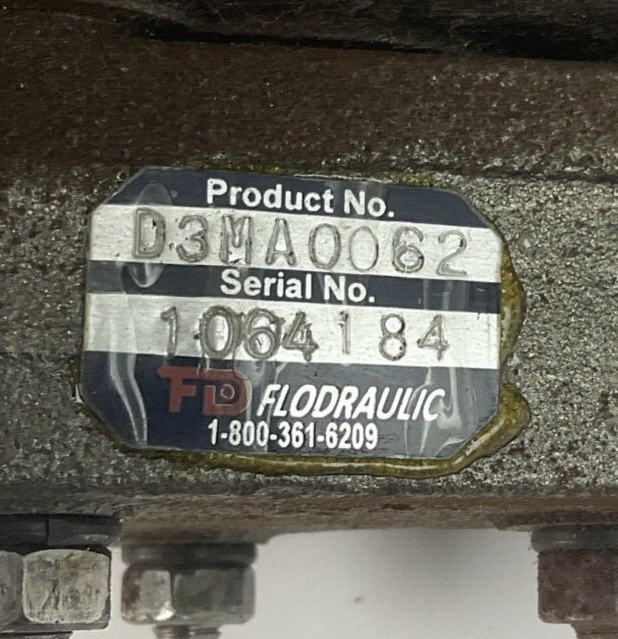 Product No.
D3MA0062
Serial No.
1064184
FD FLODRAULIC
1-800-361-6209